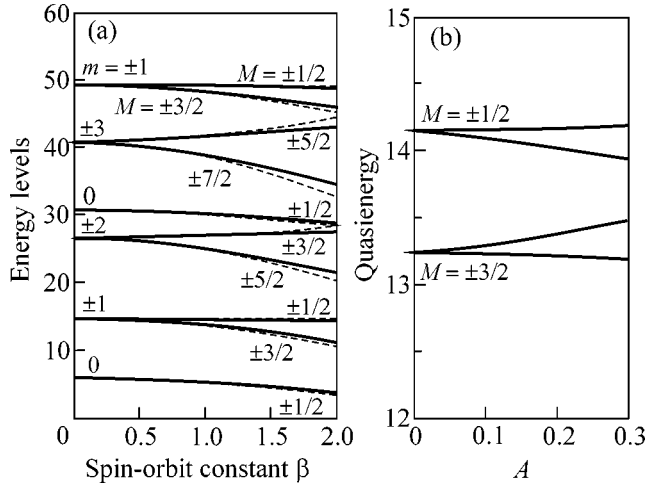 60
(a)
m = ±1
M = ±1/2
50
M = ±3/2
±3
±5/2
40
±7/2
0
30
±1/2
±2
±3/2
±5/2
20
±1
±1/2
±3/2
10
0
±1/2
0
0.5
1.0
1.5
2.0
Energy levels
Spin-orbit constant β
15
(b)
M = ±1/2
14
M = ±3/2
13
12
0
0.1
0.2
0.3
Quasienergy
A